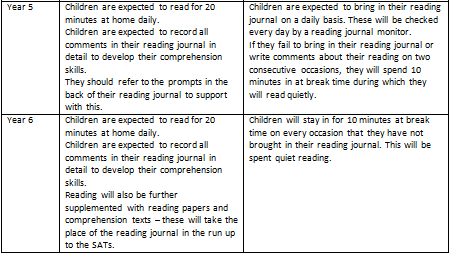 Year 5
Children are expected to read for 20
minutes at home daily.
Children are expected to record all
comments in their reading journal in
detail to develop their comprehension
skills.
They should refer to the prompts in the
back of their reading journal to support
with this.
Children are expected to bring in their reading
journal on a daily basis. These will be checked
every day by a reading journal monitor.
If they fail to bring in their reading journal or
write comments about their reading on two
consecutive occasions, they will spend 10
minutes in at break time during which they
will read quietly.
Year 6
Children are expected to read for 20
minutes at home daily.
Children are expected to record all
comments in their reading journal in
detail to develop their comprehension
skills.
Reading will also be further
supplemented with reading papers and
comprehension texts – these will take the
place of the reading journal in the run up
to the SATs.
Children will stay in for 10 minutes at break
time on every occasion that they have not
brought in their reading journal. This will be
spent quiet reading.